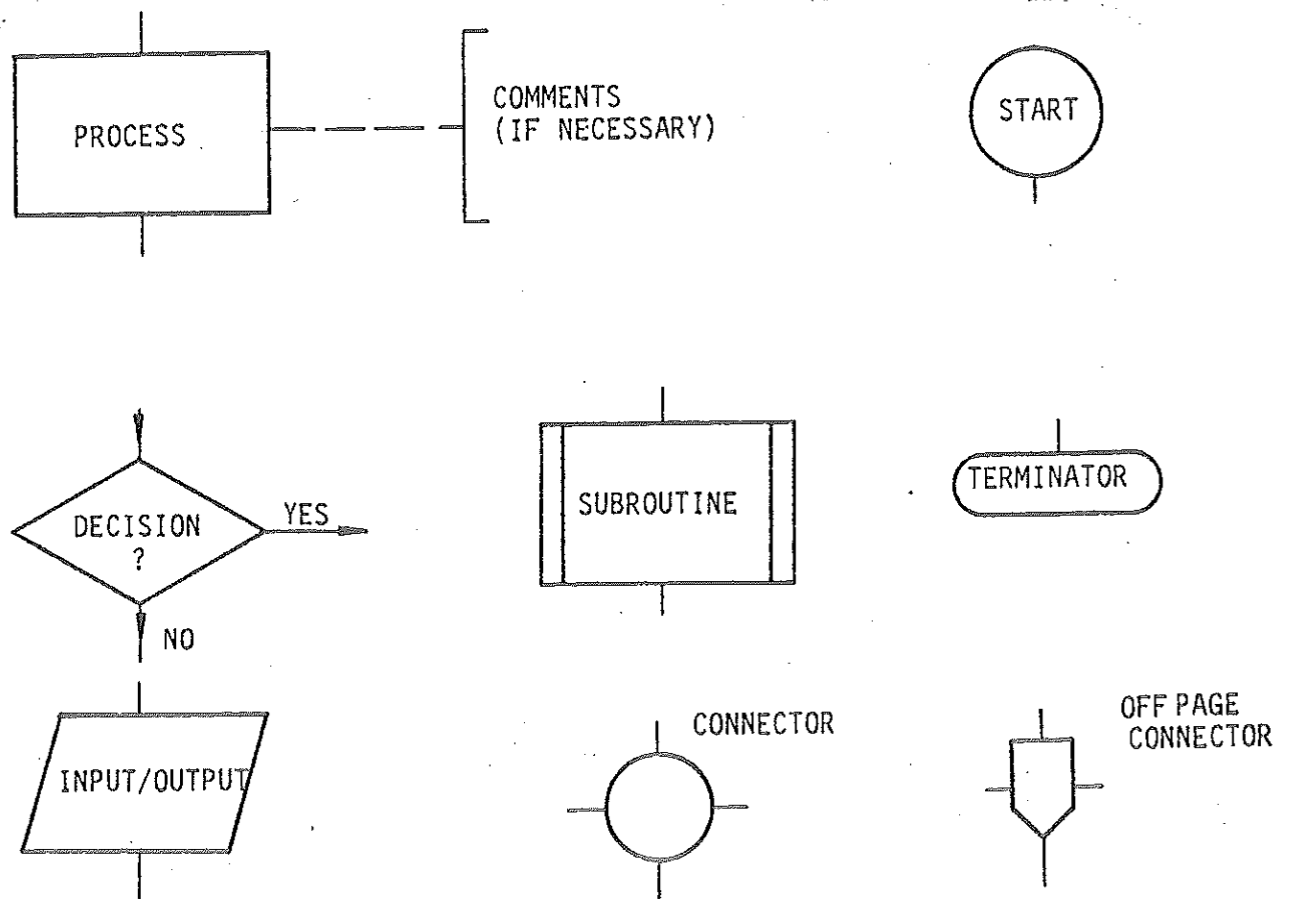 PROCESS
COMMENTS
(IF NECESSARY)
START
DECISION
?
YES
NO
SUBROUTINE
TERMINATOR
INPUT/OUTPUT
CONNECTOR
OFF PAGE
CONNECTOR